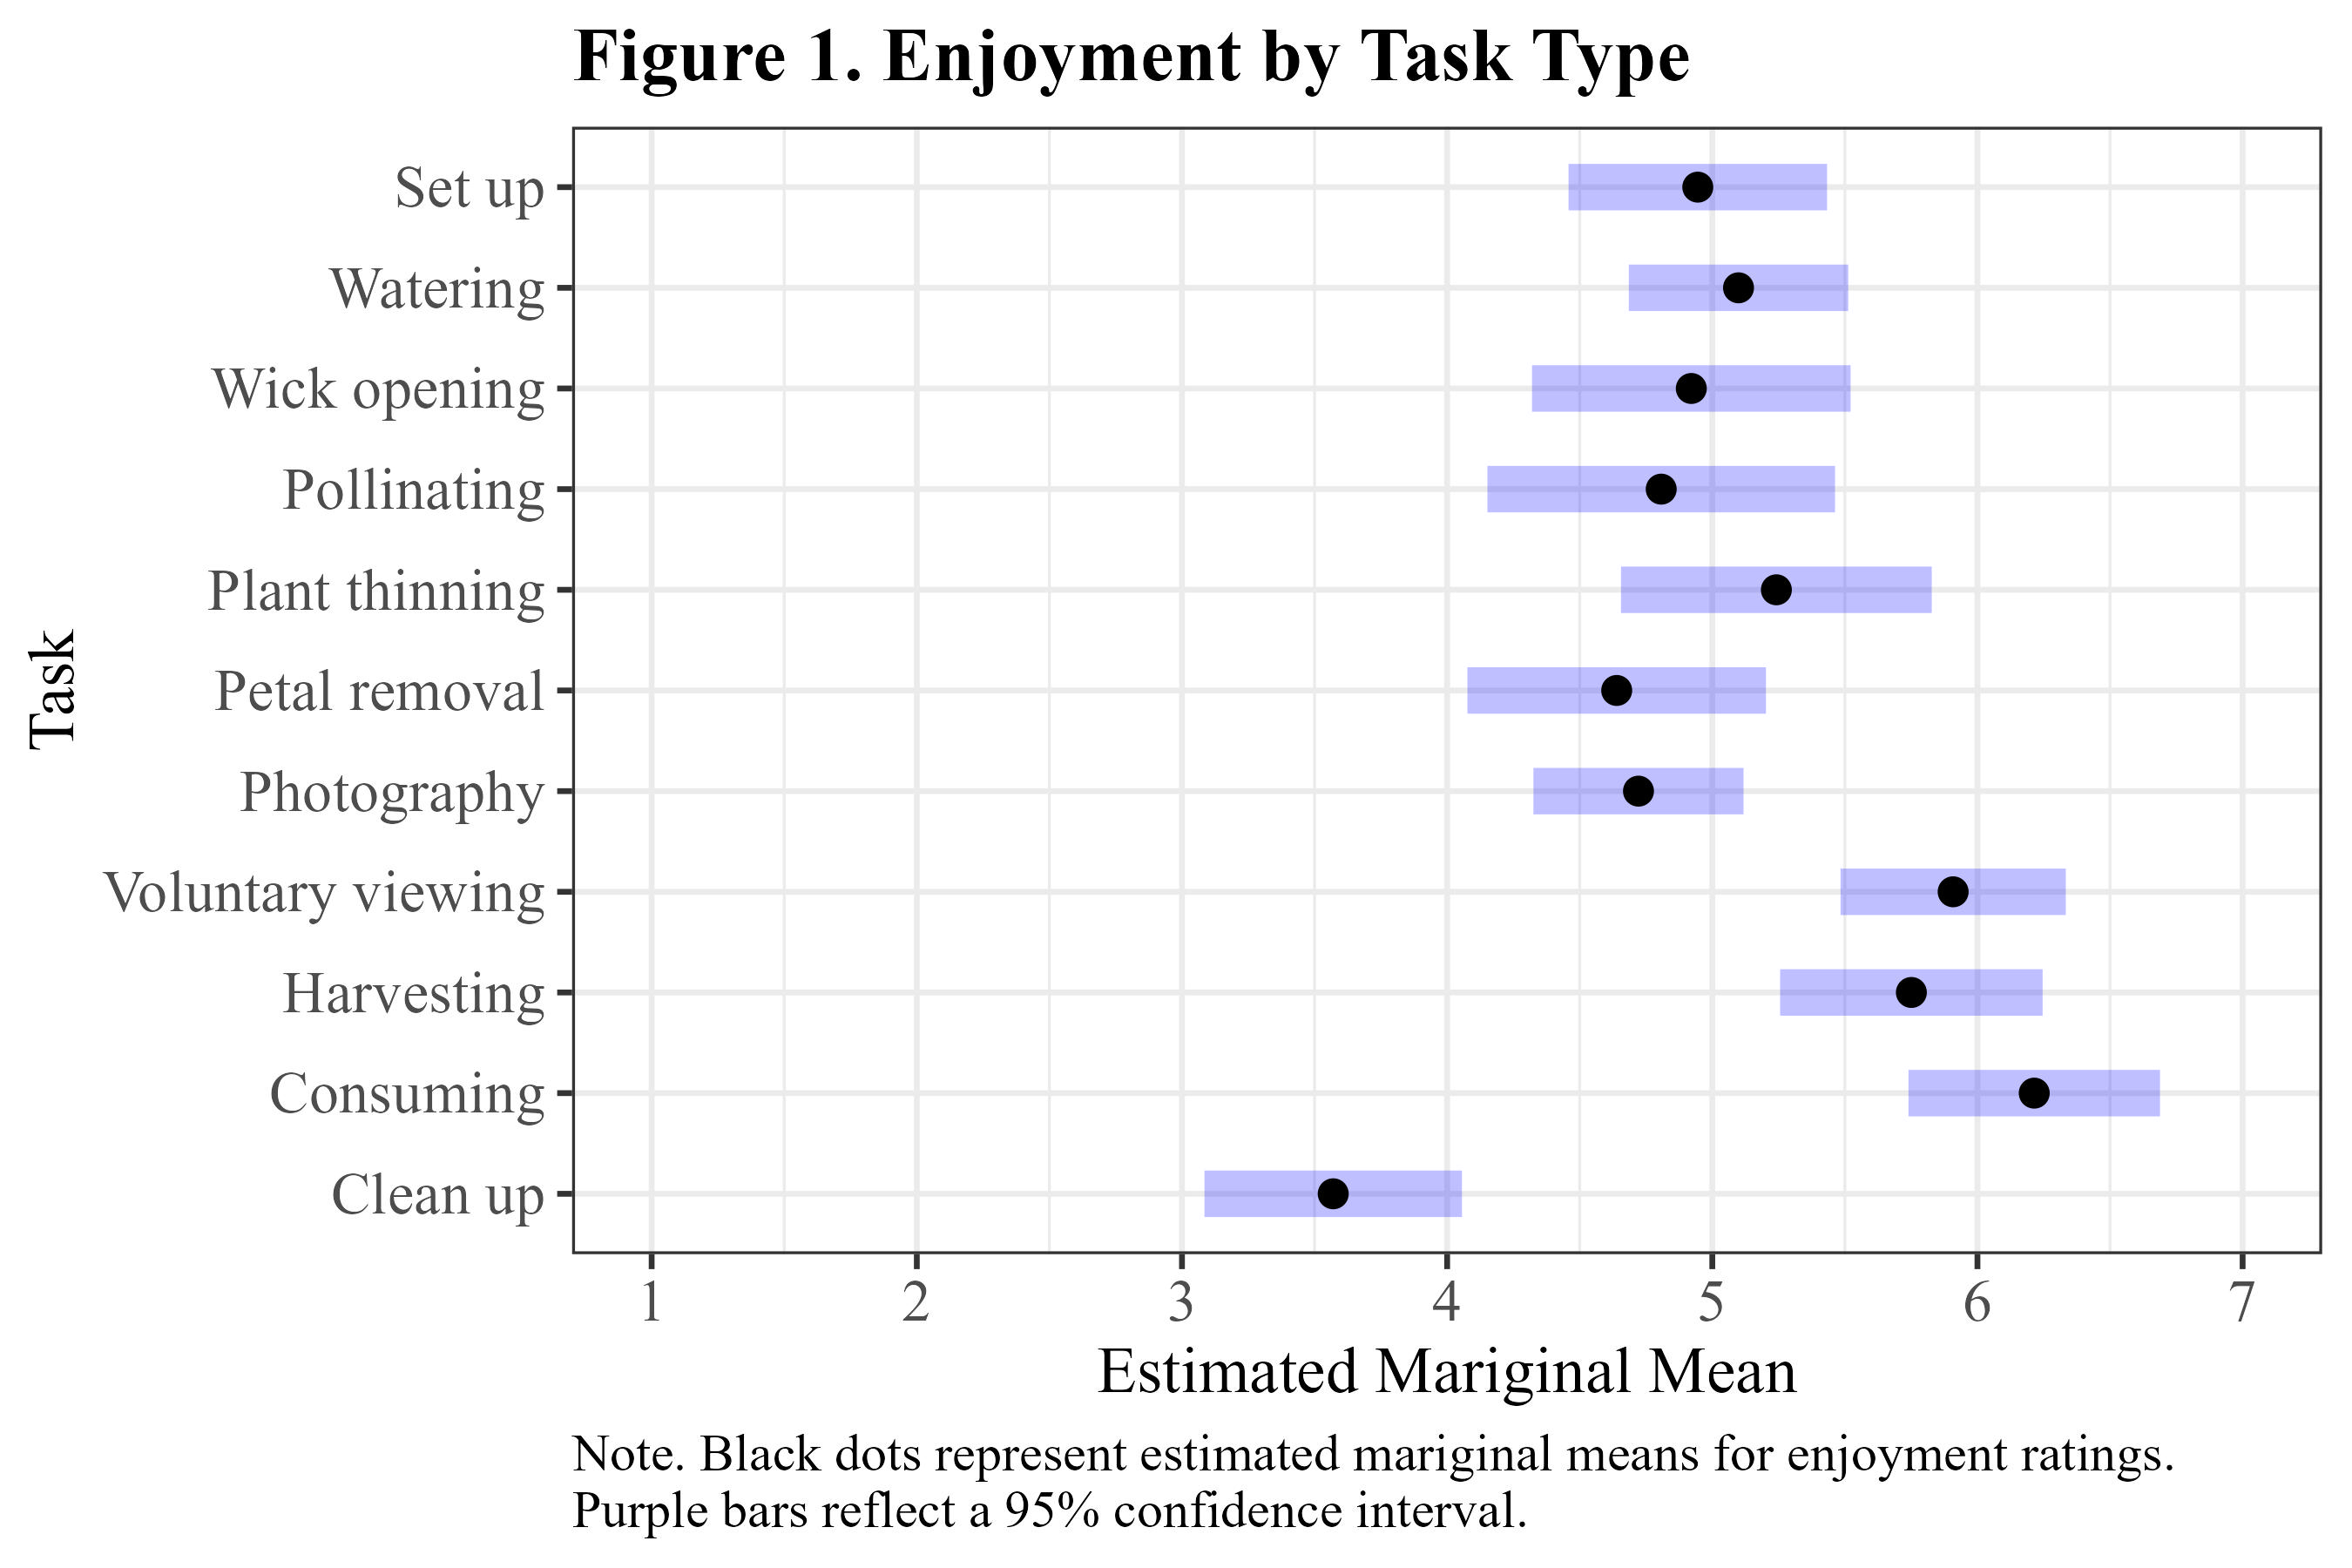 Figure 1. Enjoyment by Task Type
Task
Set up
Watering
Wick opening
Pollinating
Plant thinning
Petal removal
Photography
Voluntary viewing
Harvesting
Consuming
Clean up
1 2 3 4 5 6 7
Estimated Mariginal Mean
Note. Black dots represent estimated mariginal means for enjoyment ratings.
Purple bars reflect a 95% confidence interval.